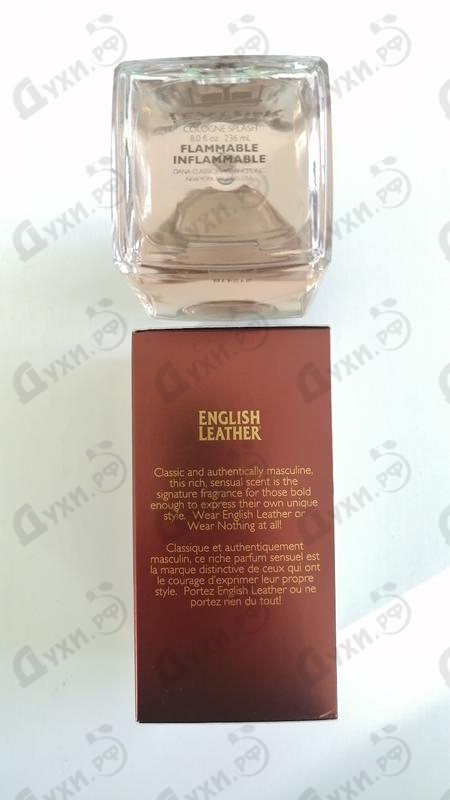 COLOGNE SPLASH
8.0 fl oz 236 mL
FLAMMABLE
INFLAMMABLE
DANA CLASSIC FRAGRANCES, INC.
NEW YORK
ENGLISH
LEATHER
Classic and authentically masculine,
this rich, sensual scent is the
signature fragrance for those bold
enough to express their own unique
style. Wear English Leather or
Wear Nothing at all!
Classique et authentiquement
masculin, ce riche parfum sensuel est
la marque distinctive de ceux qui ont
le courage d'exprimer leur propre
style. Portez English Leather ou ne
portez rien du tout!
Духи.РФ